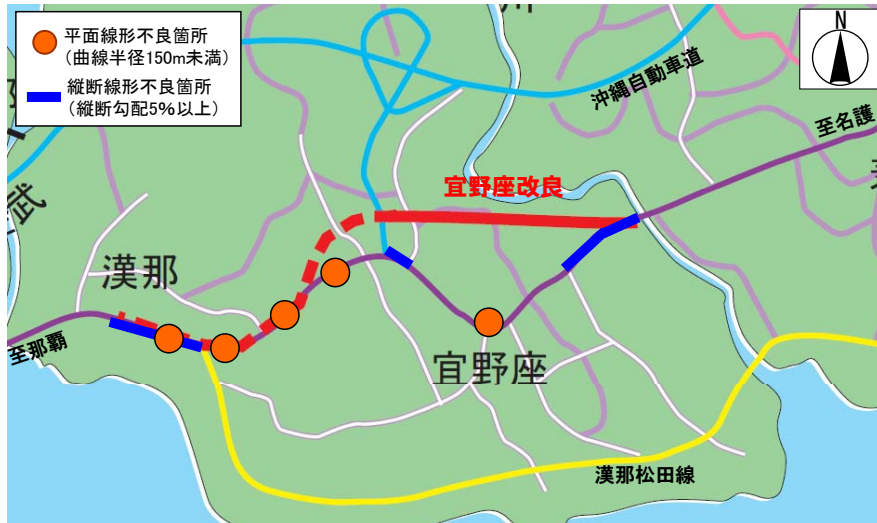 平面線形不良箇所
(曲線半径150m未満)
縦断線形不良箇所
(縦断勾配5%以上)
N
沖縄自動車道
至名護
宜野座改良
武
漢那
至那覇
宜野座
漢那松田線